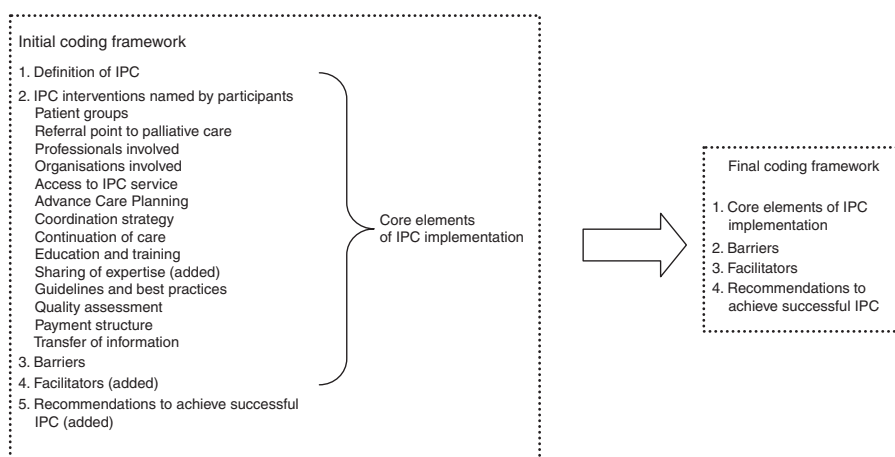 Initial coding framework
1. Definition of IPC
2. IPC interventions named by participants
Patient groups
Referral point to palliative care
Professionals involved
Organisations involved
Access to IPC service
Advance Care Planning
Coordination strategy
Continuation of care
Education and training
Sharing of expertise (added)
Guidelines and best practices
Quality assessment
Payment structure
Transfer of information
3. Barriers
4. Facilitators (added)
5. Recommendations to achieve successful
IPC (added)
Core elements
of IPC implementation
Final coding framework
1. Core elements of IPC
implementation
2. Barriers
3. Facilitators
4. Recommendations to
achieve successful IPC